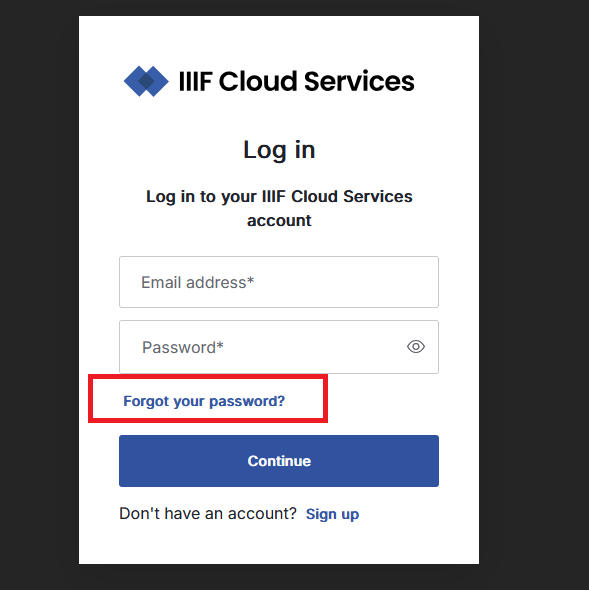 IIIF Cloud Services
Log in
Log in to your IIIF Cloud Services
account
Email address*
Password*
Forgot your password?
Continue
Don't have an account? Sign up